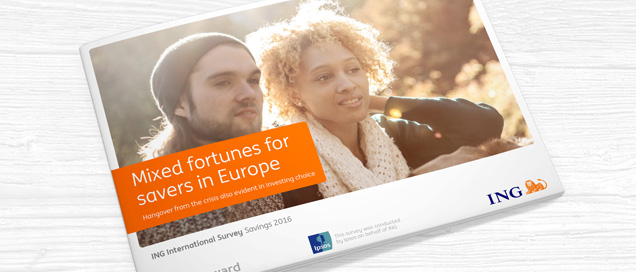 Mixed fortunes for
savers in Europe
Hangover from the crisis also evident in investing choice
ING
ING International Survey Savings 2016
Ipsos
This survey was conducted
by Ipsos on behalf of ING